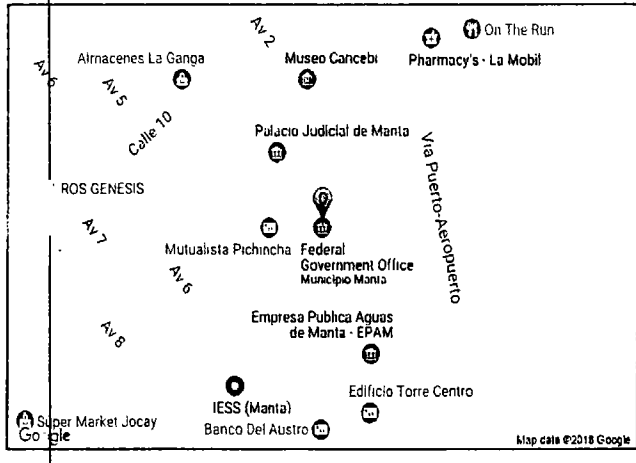 Av 2
On The Run
Almacenes La Ganga
Museo Cancebi
Pharmacy's - La Mobil
Av 6
Av 5
Calle 10
Palacio Judicial de Manta
Via Puerto-Aeropuerto
ROS GENESIS
Av 7
Mutualista Pichincha
Federal
Government Office
Municipio Manta
Av 6
Empresa Publica Aguas
de Manta - EPAM
Av 8
Edificio Torre Centro
IESS (Manta)
Super Market Jocay
Banco Del Austro
Google
Map data ©2018 Google